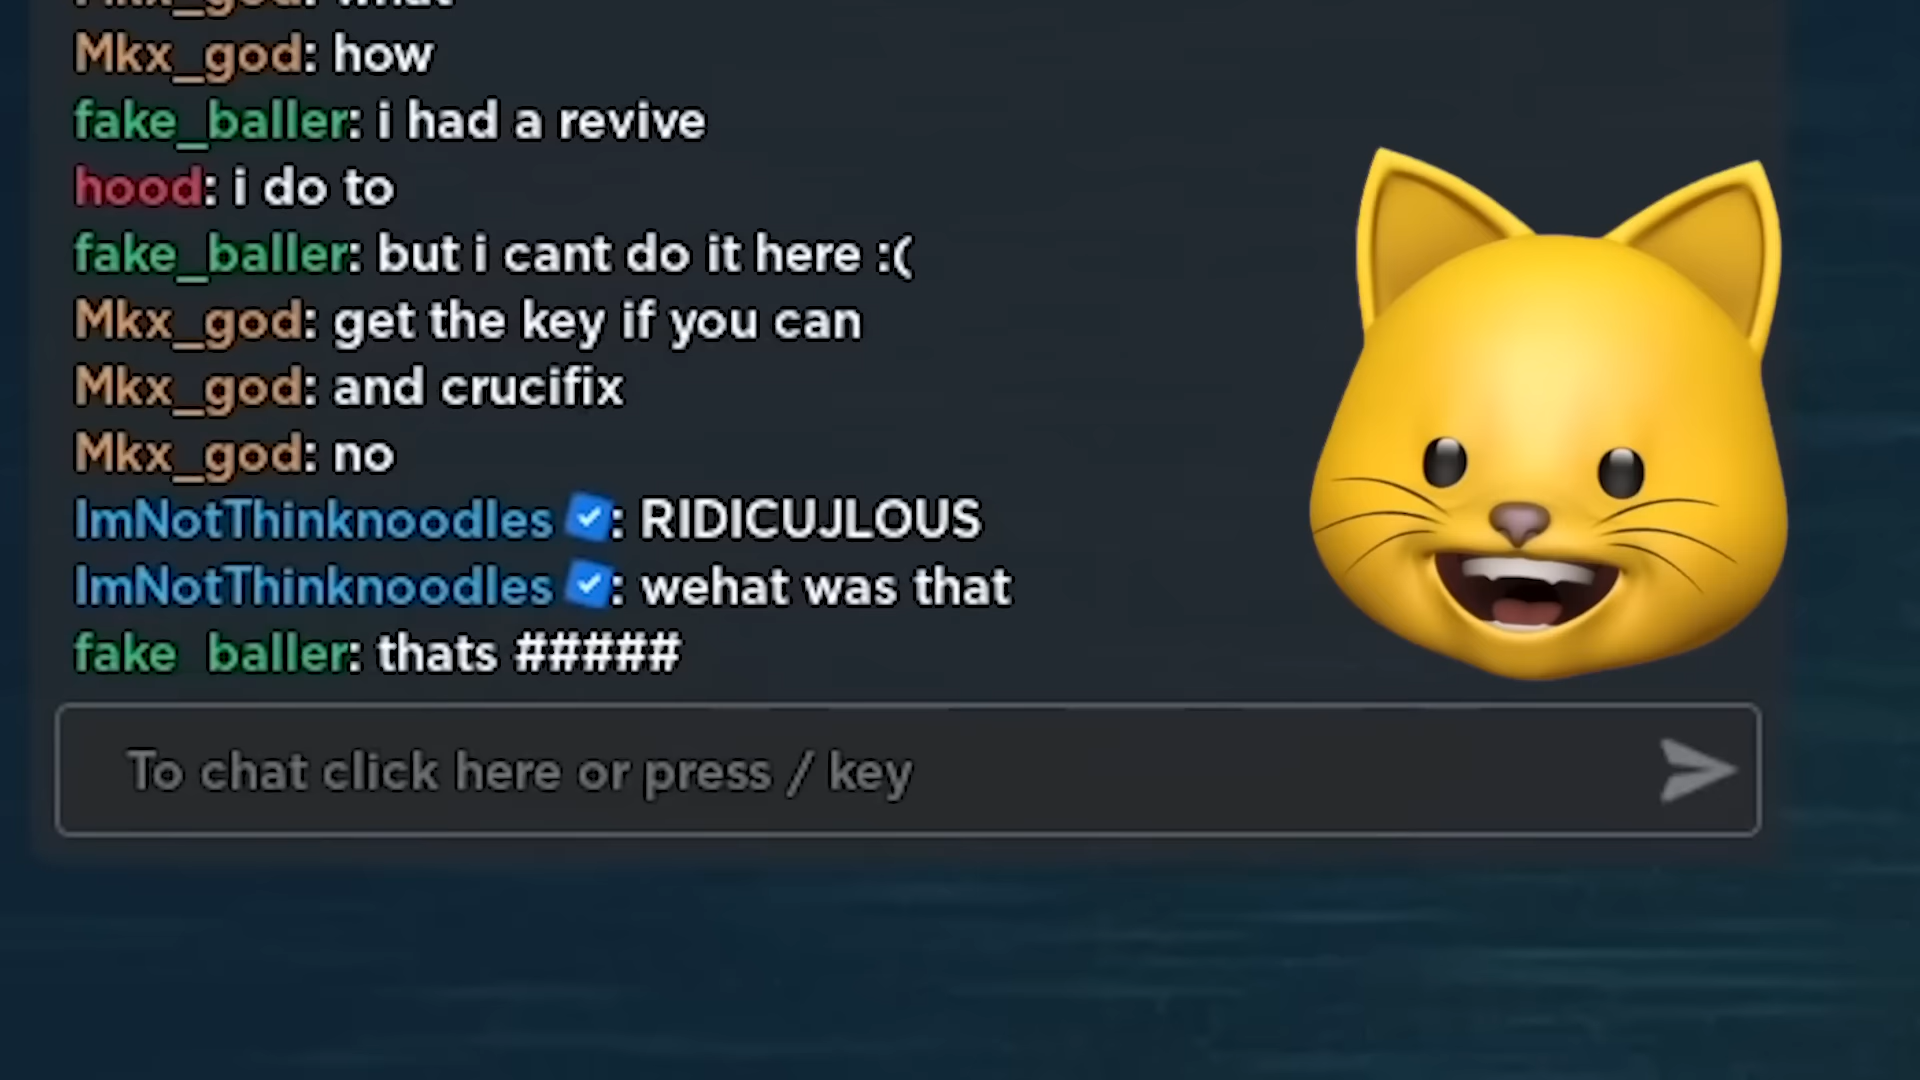 Mkx_god: what
Mkx_god: how
fake_baller: i had a revive
hood: i do to
fake_baller: but i cant do it here :(
Mkx_god: get the key if you can
Mkx_god: and crucifix
Mkx_god: no
ImNotThinknoodles: RIDICUJLOUS
ImNotThinknoodles: wehat was that
fake_baller: thats #####
To chat click here or press / key